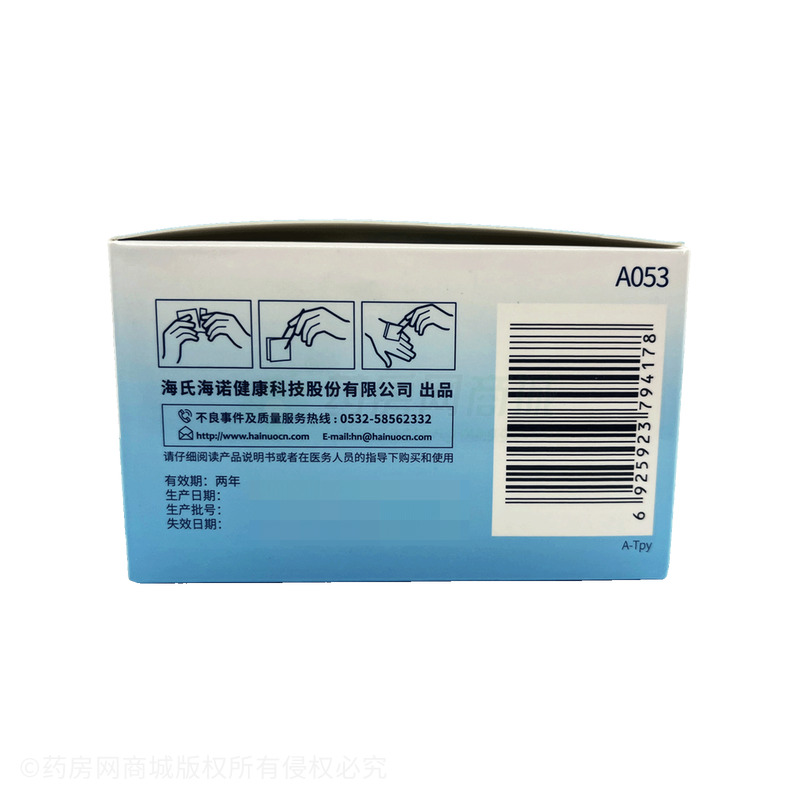 A053
海氏海诺健康科技股份有限公司 出品
不良事件及质量服务热线：0532-58562332
http://www.hainuocn.com E-mail:hn@hainuocn.com
请仔细阅读产品说明书或者在医务人员的指导下购买和使用
有效期：两年
生产日期：
生产批号：
失效日期：
6925923794178
A-Tpy
©药房网商城版权所有侵权必究